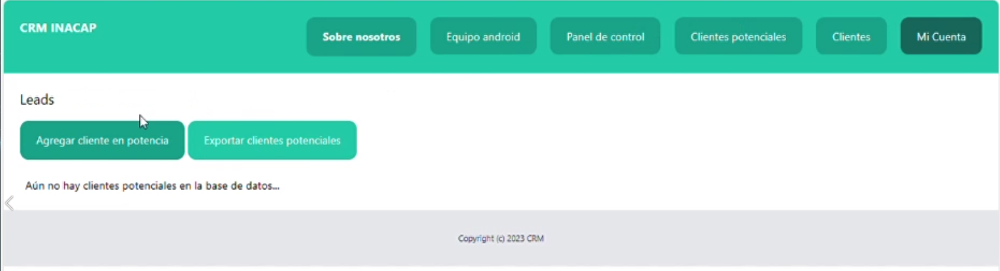 CRM INACAP
Sobre nosotros
Equipo android
Panel de control
Clientes potenciales
Clientes
Mi Cuenta
Leads
Agregar cliente en potencia
Exportar clientes potenciales
Aún no hay clientes potenciales en la base de datos...
Copyright (c) 2023 CRM